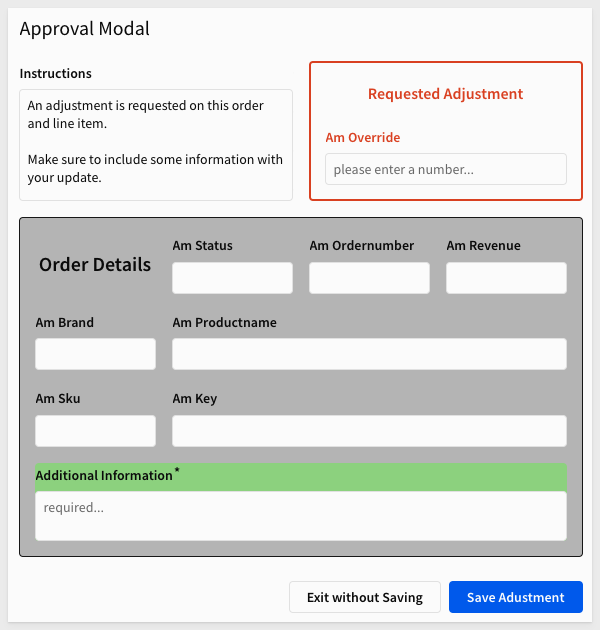 Approval Modal
Instructions
An adjustment is requested on this order
and line item.
Make sure to include some information with
your update.
Requested Adjustment
Am Override
please enter a number...
Order Details
Am Status
Am Ordernumber
Am Revenue
Am Brand
Am Productname
Am Sku
Am Key
Additional Information*
required...
Exit without Saving
Save Adustment